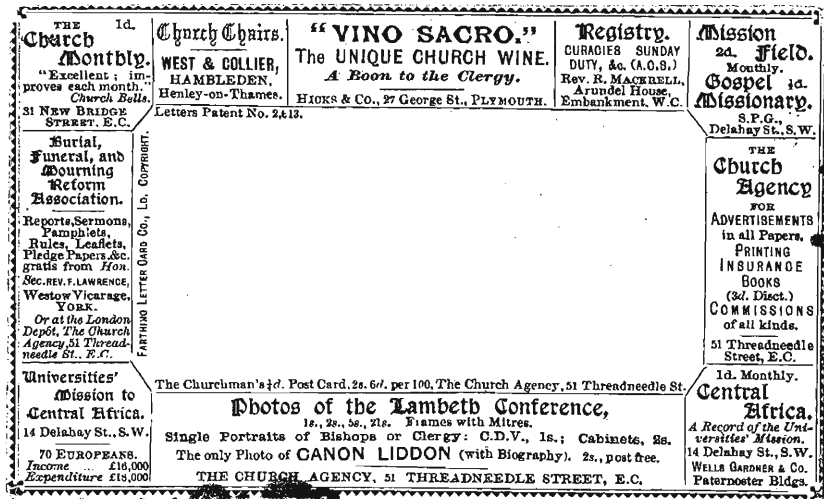 THE 1d.
Church
Monthly.
"Excellent; im-
proves each month."
Church Bells.
31 NEW BRIDGE
STREET, E.C.
Church Chairs.
WEST & COLLIER,
HAMBLEDEN,
Henley-on-Thames.
"VINO SACRO."
The UNIQUE CHURCH WINE.
A Boon to the Clergy.
HICKS & CO., 27 George St., PLYMOUTH.
Registry.
CURACIES SUNDAY
DUTY, &c. (A.C.S.)
Rev. R. MACKRELL,
Arundel House,
Embankment, W.C.
Mission
2d. Field.
Monthly.
Gospel ½d.
Missionary.
S.P.G.,
Delahay St., S.W.
Letters Patent No. 2,413.
Burial,
Funeral, and
Mourning
Reform
Association.
Reports, Sermons,
Pamphlets,
Rules, Leaflets,
Pledge Papers, &c.
gratis from Hon.
Sec. REV. F. LAWRENCE,
Westow Vicarage,
YORK.
Or at the London
Depôt, The Church
Agency, 51 Thread-
needle St., E.C.
FARTHING LETTER CARD CO., LD. COPYRIGHT.
THE
Church
Agency
FOR
ADVERTISEMENTS
in all Papers.
PRINTING
INSURANCE
BOOKS
(3d. Disct.)
COMMISSIONS
of all kinds.
51 Threadneedle
Street, E.C.
The Churchman's ¼d. Post Card, 2s. 6d. per 100, The Church Agency, 51 Threadneedle St.
Universities'
Mission to
Central Africa.
14 Delahay St., S.W.
70 EUROPEANS.
Income ... £16,000
Expenditure £18,000
Photos of the Lambeth Conference,
1s., 2s., 5s., 21s. Frames with Mitres.
Single Portraits of Bishops or Clergy: C.D.V., 1s.; Cabinets, 2s.
The only Photo of CANON LIDDON (with Biography). 2s., post free.
THE CHURCH AGENCY, 51 THREADNEEDLE STREET, E.C.
1d. Monthly.
Central
Africa.
A Record of the Uni-
versities' Mission.
14 Delahay St., S.W.
WELLS GARDNER & CO.
Paternoster Bldgs.